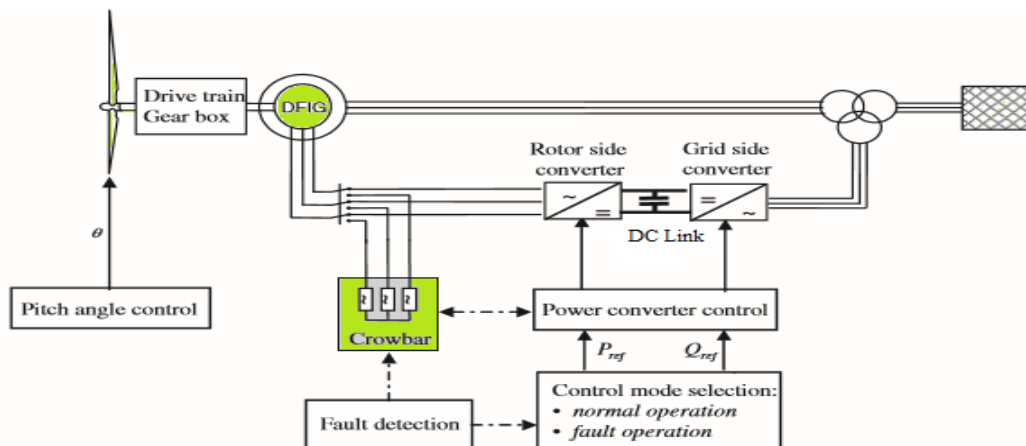 Drive train
Gear box
DFIG
Rotor side
converter
Grid side
converter
~
=
=
~
DC Link
θ
Pitch angle control
~ ~ ~
Crowbar
Power converter control
P_ref
Q_ref
Fault detection
Control mode selection:
• normal operation
• fault operation